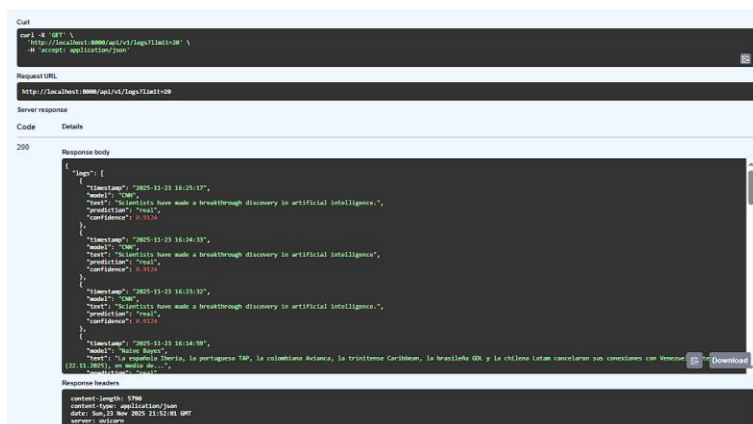 Curl
curl -X 'GET' \
'http://localhost:8000/api/v1/logs?limit=20' \
-H 'accept: application/json'
Request URL
http://localhost:8000/api/v1/logs?limit=20
Server response
Code Details
200
Response body
{
"logs": [
{
"timestamp": "2025-11-23 16:25:17",
"model": "CNN",
"text": "Scientists have made a breakthrough discovery in artificial intelligence.",
"prediction": "real",
"confidence": 0.9124
},
{
"timestamp": "2025-11-23 16:24:33",
"model": "CNN",
"text": "Scientists have made a breakthrough discovery in artificial intelligence",
"prediction": "real",
"confidence": 0.9124
},
{
"timestamp": "2025-11-23 16:23:32",
"model": "CNN",
"text": "Scientists have made a breakthrough discovery in artificial intelligence.",
"prediction": "real",
"confidence": 0.9124
},
{
"timestamp": "2025-11-23 16:14:59",
"model": "Naive Bayes",
"text": "La española Iberia, la portuguesa TAP, la colombiana Avianca, la trinitense Caribbean, la brasileña GOL y la chilena Latam cancelaron sus conexiones con
(22.11.2025), en medio de...",
"prediction": "real"
Download
Response headers
content-length: 5790
content-type: application/json
date: Sun,23 Nov 2025 21:52:01 GMT
server: uvicorn